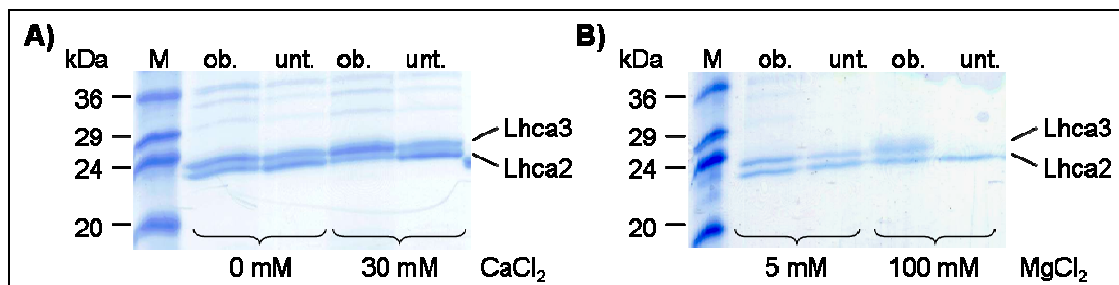 A)
kDa M ob. unt. ob. unt.
36
29
24
20
Lhca3
Lhca2
0 mM 30 mM CaCl₂
B)
kDa M ob. unt. ob. unt.
36
29
24
20
Lhca3
Lhca2
5 mM 100 mM MgCl₂